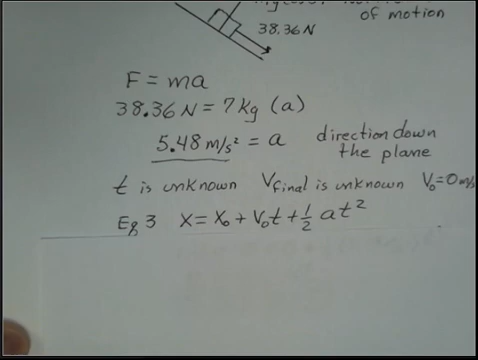 of motion
38.36 N
F = ma
38.36 N = 7 kg (a)
5.48 m/s² = a direction down
the plane
t is unknown Vfinal is unknown V₀ = 0 m/s
Eq 3 X = X₀ + V₀t + ½ at²